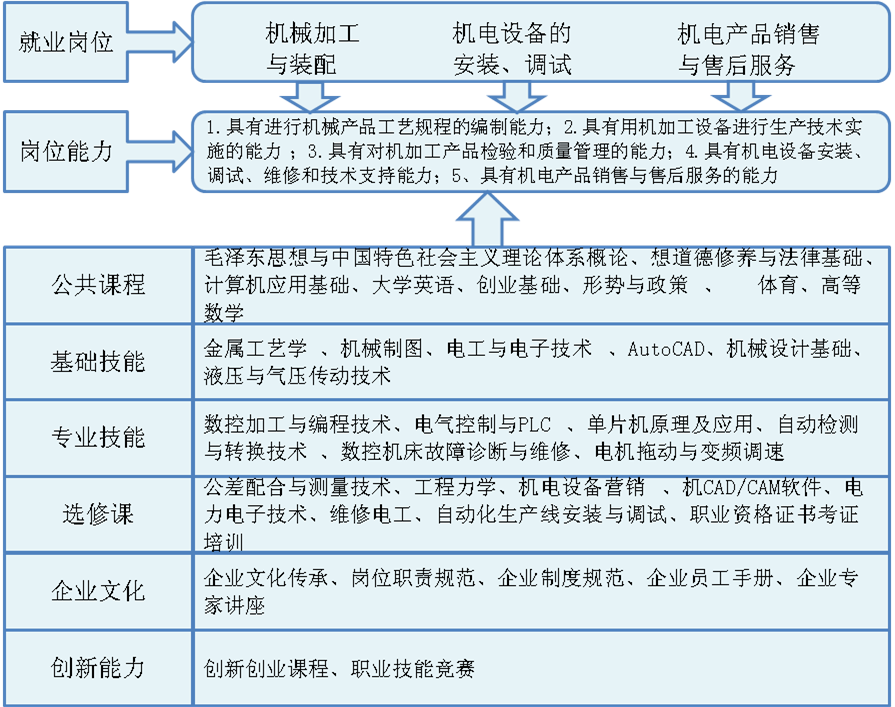 就业岗位
机械加工
与装配
机电设备的
安装、调试
机电产品销售
与售后服务
岗位能力
1.具有进行机械产品工艺规程的编制能力；2.具有用机加工设备进行生产技术实
施的能力 ；3.具有对机加工产品检验和质量管理的能力；4.具有机电设备安装、
调试、维修和技术支持能力；5、具有机电产品销售与售后服务的能力
公共课程
毛泽东思想与中国特色社会主义理论体系概论、想道德修养与法律基础、
计算机应用基础、大学英语、创业基础、形势与政策 、 体育、高等
数学
基础技能
金属工艺学 、机械制图、电工与电子技术 、AutoCAD、机械设计基础、
液压与气压传动技术
专业技能
数控加工与编程技术、电气控制与PLC 、单片机原理及应用、自动检测
与转换技术 、数控机床故障诊断与维修、电机拖动与变频调速
选修课
公差配合与测量技术、工程力学、机电设备营销 、机CAD/CAM软件、电
力电子技术、维修电工、自动化生产线安装与调试、职业资格证书考证
培训
企业文化
企业文化传承、岗位职责规范、企业制度规范、企业员工手册、企业专
家讲座
创新能力
创新创业课程、职业技能竞赛